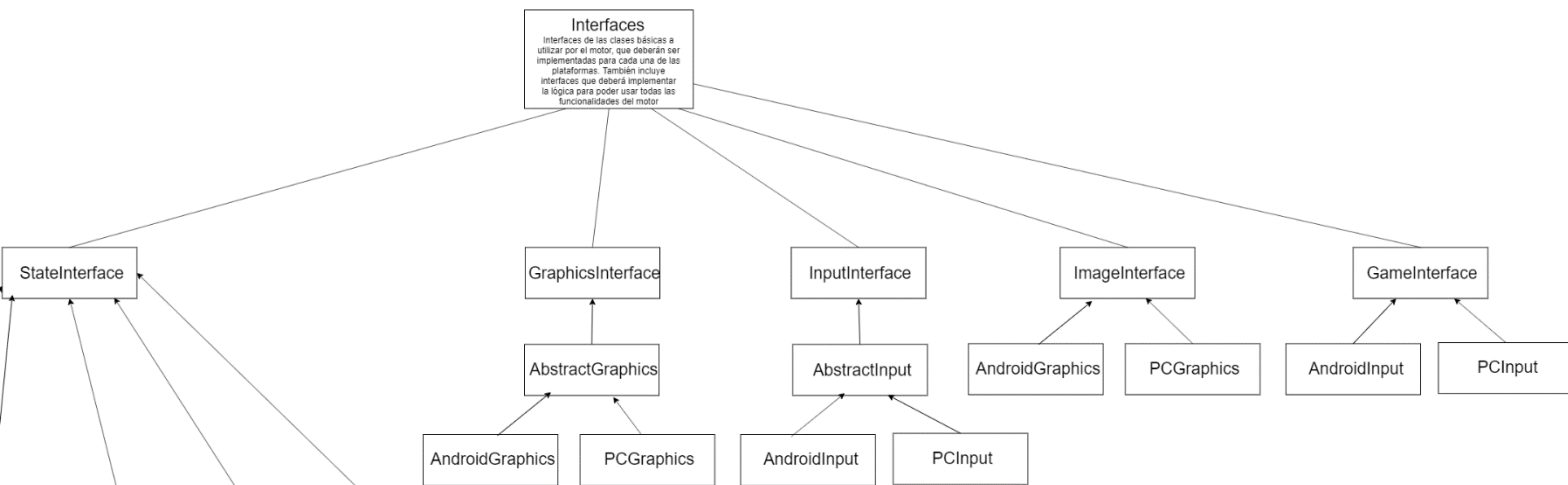 Interfaces
Interfaces de las clases básicas a
utilizar por el motor, que deberán ser
implementadas para cada una de las
plataformas. También incluye
interfaces que deberá implementar
la lógica para poder usar todas las
funcionalidades del motor
StateInterface
GraphicsInterface
InputInterface
ImageInterface
GameInterface
AbstractGraphics
AbstractInput
AndroidGraphics
PCGraphics
AndroidInput
PCInput
AndroidGraphics
PCGraphics
AndroidInput
PCInput